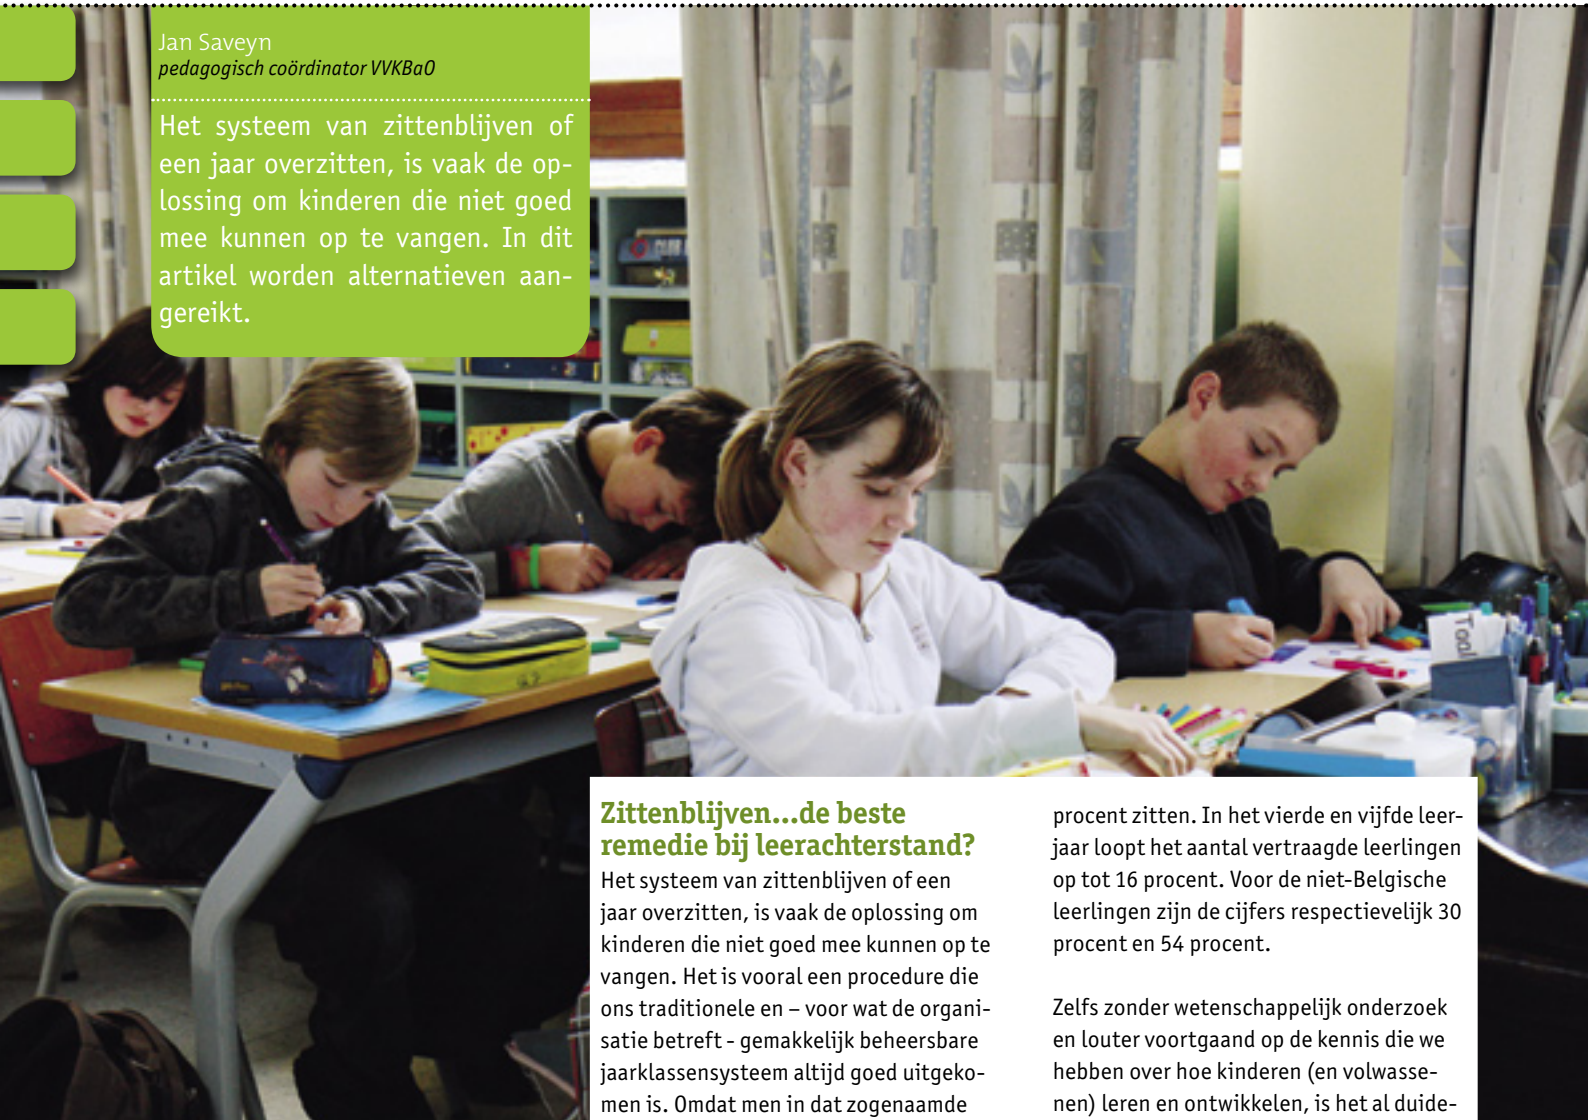 Jan Saveyn
pedagogisch coördinator VVKBaO
Het systeem van zittenblijven of
een jaar overzitten, is vaak de op-
lossing om kinderen die niet goed
mee kunnen op te vangen. In dit
artikel worden alternatieven aan-
gereikt.
Zittenblijven...de beste
remedie bij leerachterstand?
Het systeem van zittenblijven of een
jaar overzitten, is vaak de oplossing om
kinderen die niet goed mee kunnen op te
vangen. Het is vooral een procedure die
ons traditionele en – voor wat de organi-
satie betreft - gemakkelijk beheersbare
jaarklassensysteem altijd goed uitgeko-
men is. Omdat men in dat zogenaamde
procent zitten. In het vierde en vijfde leer-
jaar loopt het aantal vertraagde leerlingen
op tot 16 procent. Voor de niet-Belgische
leerlingen zijn de cijfers respectievelijk 30
procent en 54 procent.
Zelfs zonder wetenschappelijk onderzoek
en louter voortgaand op de kennis die we
hebben over hoe kinderen (en volwasse-
nen) leren en ontwikkelen, is het al duide-